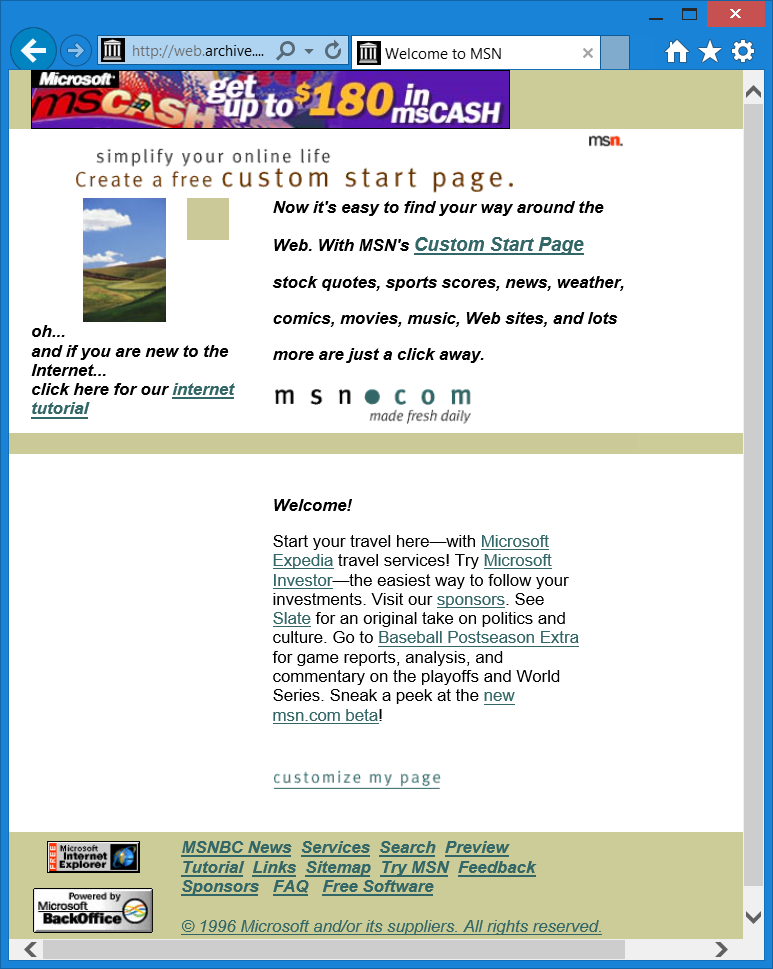 http://web.archive....
Welcome to MSN
Microsoft
msCASH get up to $180 in msCASH
msn.
simplify your online life
Create a free custom start page.
Now it's easy to find your way around the
Web. With MSN's Custom Start Page
stock quotes, sports scores, news, weather,
comics, movies, music, Web sites, and lots
more are just a click away.
oh...
and if you are new to the
Internet...
click here for our internet
tutorial
msn com
made fresh daily
Welcome!
Start your travel here—with Microsoft
Expedia travel services! Try Microsoft
Investor—the easiest way to follow your
investments. Visit our sponsors. See
Slate for an original take on politics and
culture. Go to Baseball Postseason Extra
for game reports, analysis, and
commentary on the playoffs and World
Series. Sneak a peek at the new
msn.com beta!
customize my page
FREE Microsoft
Internet
Explorer
Powered by
Microsoft
BackOffice
MSNBC News Services Search Preview
Tutorial Links Sitemap Try MSN Feedback
Sponsors FAQ Free Software
© 1996 Microsoft and/or its suppliers. All rights reserved.